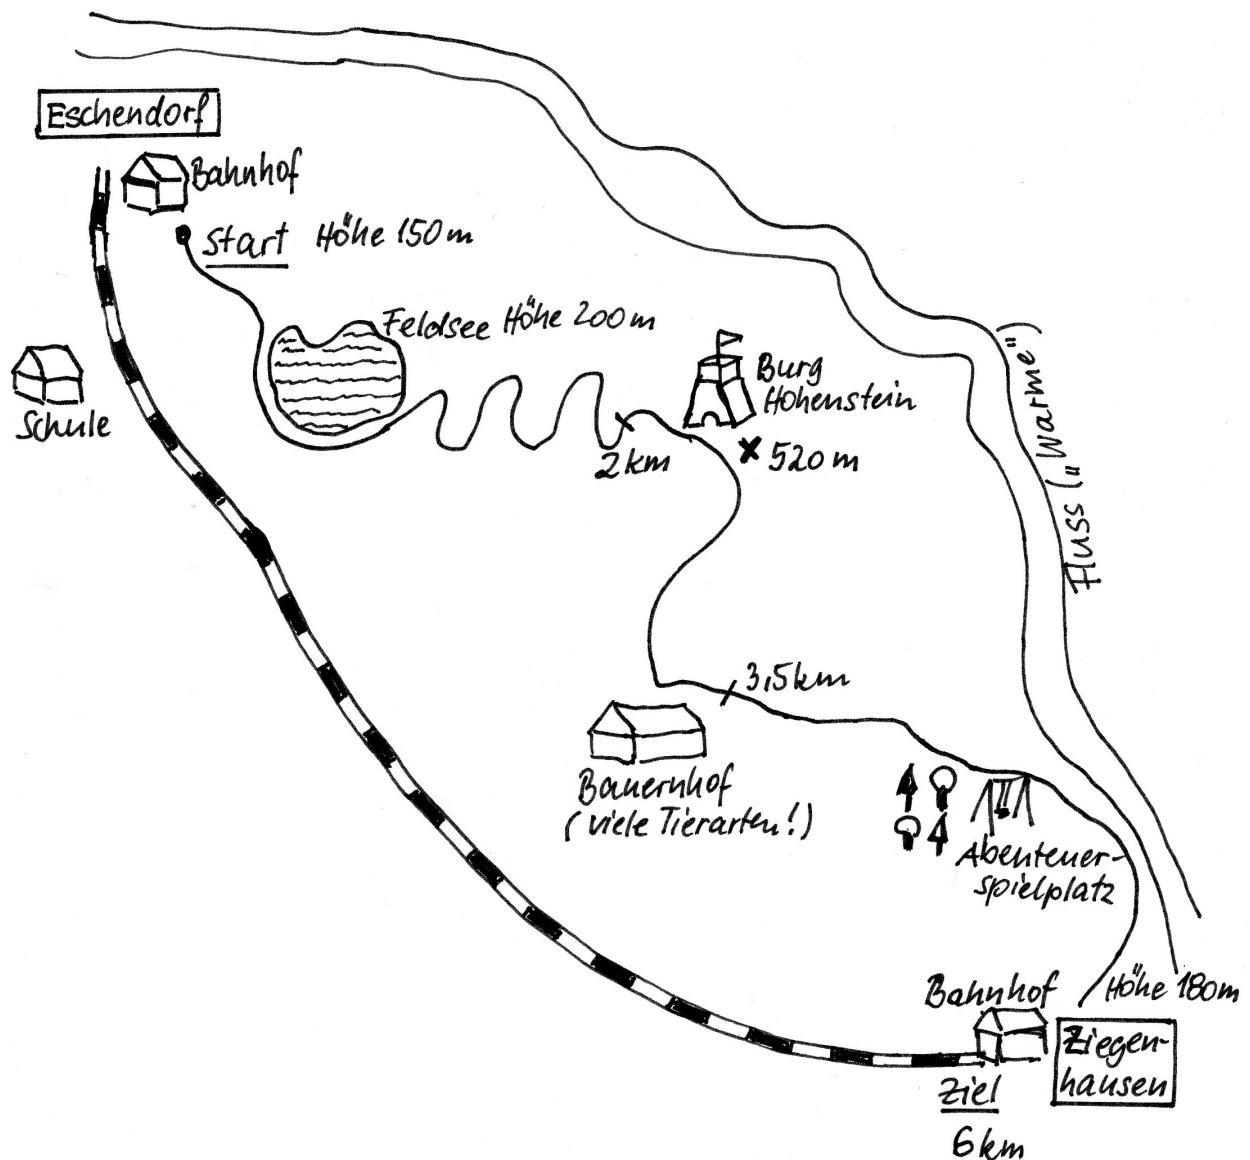 Eschendorf
Bahnhof
Start Höhe 150 m
Feldsee Höhe 200 m
Schule
Burg
Hohenstein
2 km
520 m
Fluss („Warme")
3,5 km
Bauernhof
(viele Tierarten!)
Abenteuer-
spielplatz
Bahnhof
Höhe 180 m
Ziegen-
hausen
Ziel
6 km